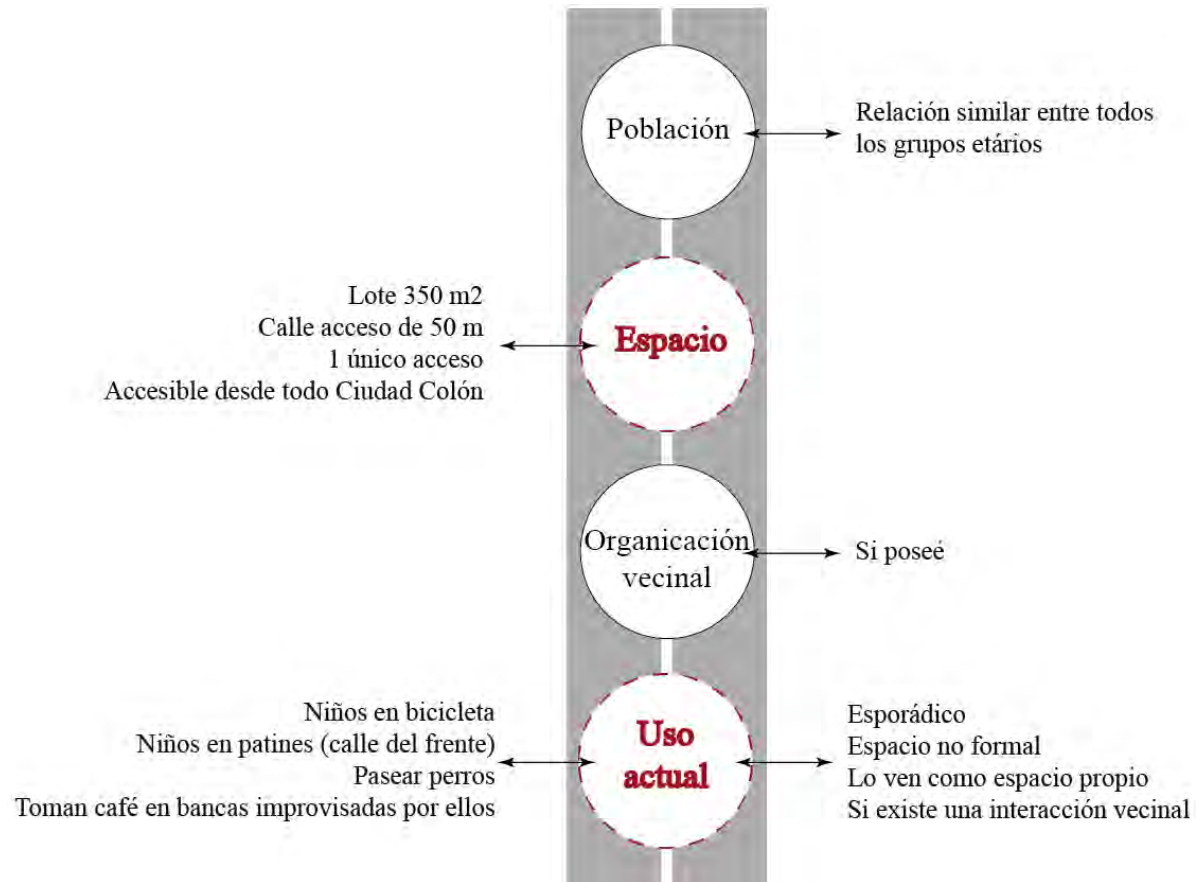 Población
Relación similar entre todos
los grupos etários
Lote 350 m2
Calle acceso de 50 m
1 único acceso
Accesible desde todo Ciudad Colón
Espacio
Organicación
vecinal
Si poseé
Niños en bicicleta
Niños en patines (calle del frente)
Pasear perros
Toman café en bancas improvisadas por ellos
Uso
actual
Esporádico
Espacio no formal
Lo ven como espacio propio
Si existe una interacción vecinal